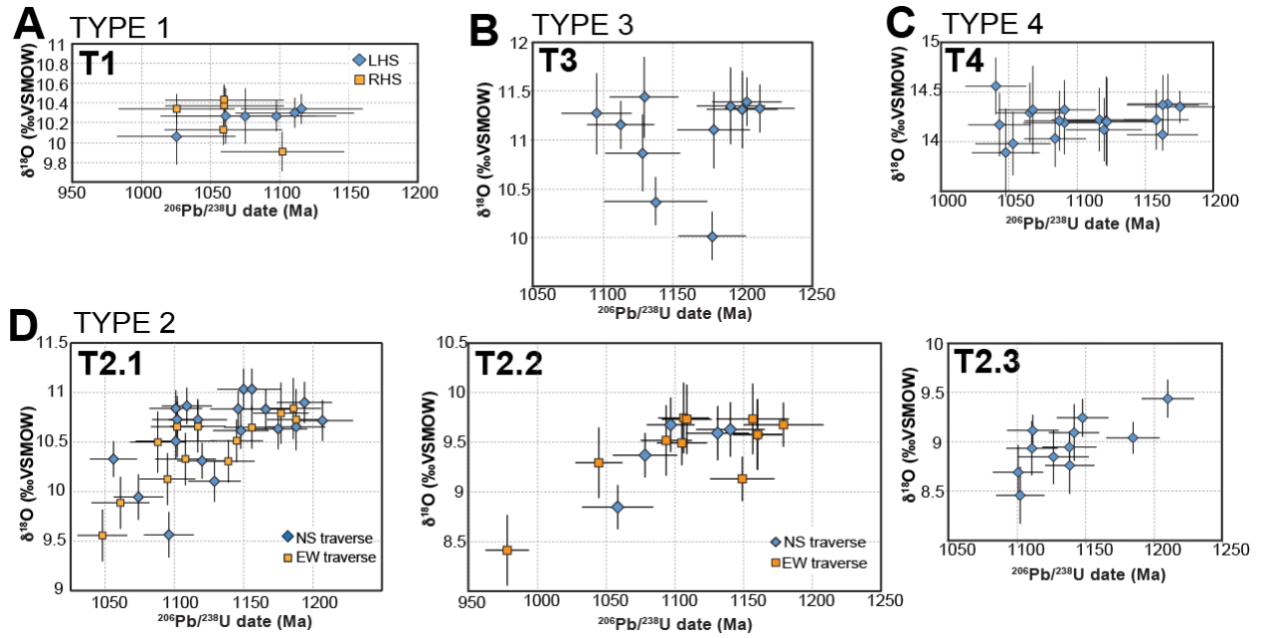 A TYPE 1
T1
LHS
RHS
11
10.8
10.6
10.4
10.2
10
9.8
950 1000 1050 1100 1150 1200
δ¹⁸O (‰VSMOW)
²⁰⁶Pb/²³⁸U date (Ma)
B TYPE 3
T3
12
11.5
11
10.5
10
1050 1100 1150 1200 1250
δ¹⁸O (‰VSMOW)
²⁰⁶Pb/²³⁸U date (Ma)
C TYPE 4
T4
15
14.5
14
1000 1050 1100 1150 1200
δ¹⁸O (‰VSMOW)
²⁰⁶Pb/²³⁸U date (Ma)
D TYPE 2
T2.1
11.5
11
10.5
10
9.5
9
1050 1100 1150 1200
δ¹⁸O (‰VSMOW)
²⁰⁶Pb/²³⁸U date (Ma)
NS traverse
EW traverse
T2.2
10.5
10
9.5
9
8.5
950 1000 1050 1100 1150 1200 1250
δ¹⁸O (‰VSMOW)
²⁰⁶Pb/²³⁸U date (Ma)
NS traverse
EW traverse
T2.3
10
9.5
9
8.5
1050 1100 1150 1200 1250
δ¹⁸O (‰VSMOW)
²⁰⁶Pb/²³⁸U date (Ma)